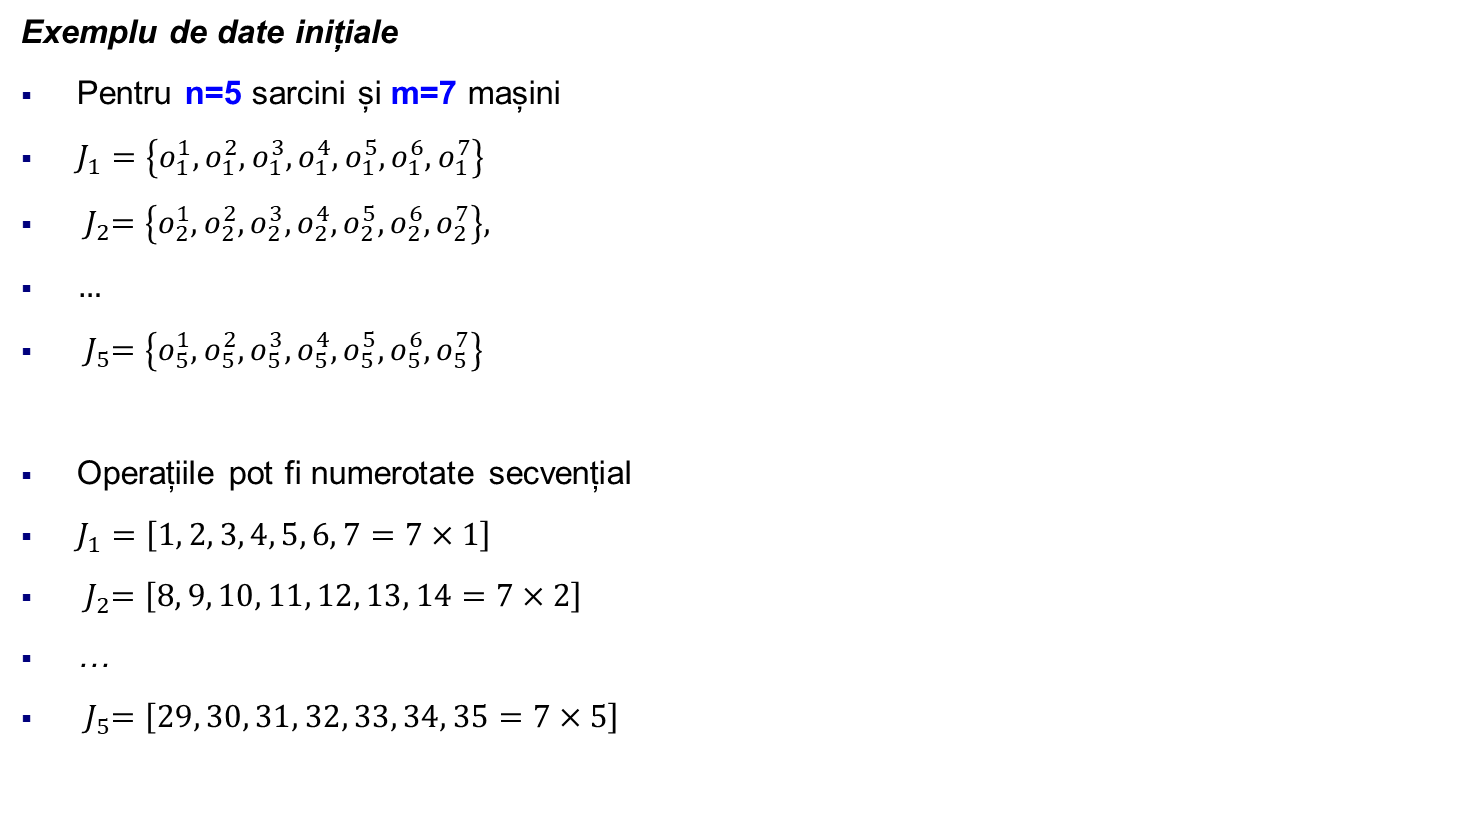 Exemplu de date inițiale
▪ Pentru n=5 sarcini și m=7 mașini
▪ J₁ = {o₁¹, o₁², o₁³, o₁⁴, o₁⁵, o₁⁶, o₁⁷}
▪ J₂= {o₂¹, o₂², o₂³, o₂⁴, o₂⁵, o₂⁶, o₂⁷},
▪ ...
▪ J₅= {o₅¹, o₅², o₅³, o₅⁴, o₅⁵, o₅⁶, o₅⁷}
▪ Operațiile pot fi numerotate secvențial
▪ J₁ = [1, 2, 3, 4, 5, 6, 7 = 7 × 1]
▪ J₂= [8, 9, 10, 11, 12, 13, 14 = 7 × 2]
▪ …
▪ J₅= [29, 30, 31, 32, 33, 34, 35 = 7 × 5]